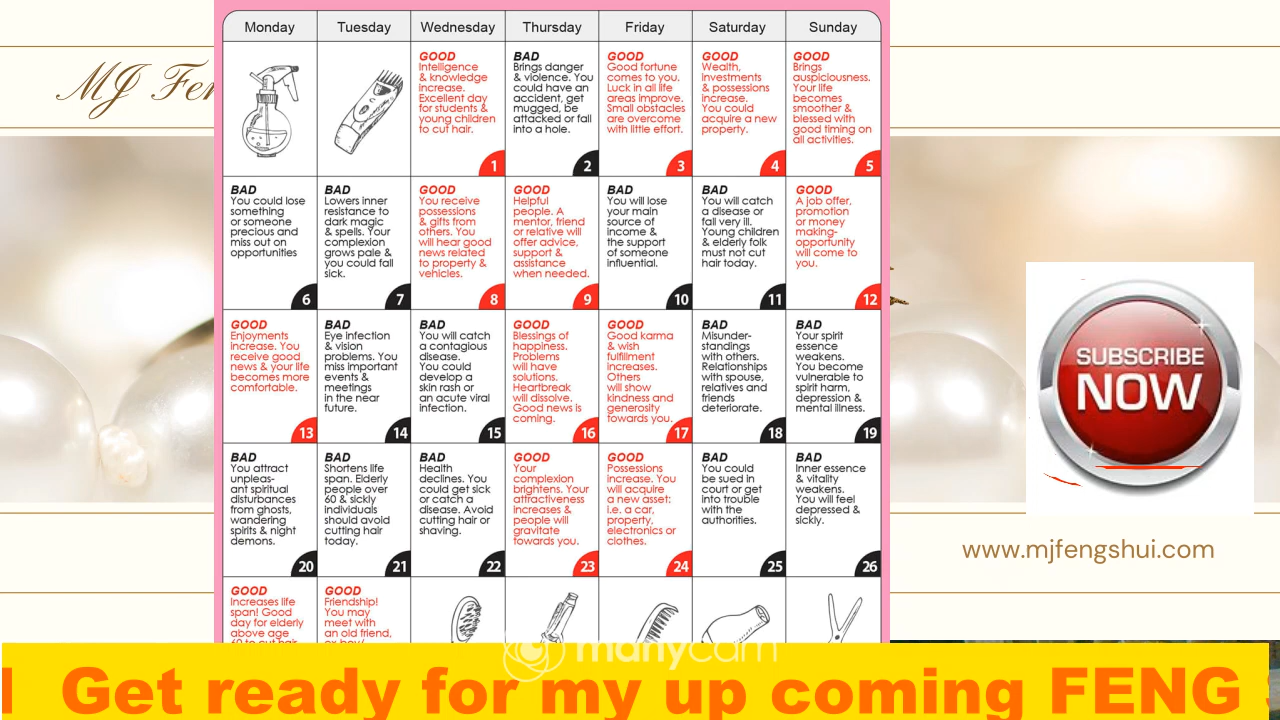 MJ Fen
Monday Tuesday Wednesday Thursday Friday Saturday Sunday
GOOD
Intelligence
& knowledge
increase.
Excellent day
for students &
young children
to cut hair.
1
BAD
Brings danger
& violence. You
could have an
accident, get
mugged, be
attacked or fall
into a hole.
2
GOOD
Good fortune
comes to you.
Luck in all life
areas improve.
Small obstacles
are overcome
with little effort.
3
GOOD
Wealth,
investments
& possessions
increase.
You could
acquire a new
property.
4
GOOD
Brings
auspiciousness.
Your life
becomes
smoother &
blessed with
good timing on
all activities.
5
BAD
You could lose
something
or someone
precious and
miss out on
opportunities
6
BAD
Lowers inner
resistance to
dark magic
& spells. Your
complexion
grows pale &
you could fall
sick.
7
GOOD
You receive
possessions
& gifts from
others. You
will hear good
news related
to property &
vehicles.
8
GOOD
Helpful
people. A
mentor, friend
or relative will
offer advice,
support &
assistance
when needed.
9
BAD
You will lose
your main
source of
income &
the support
of someone
influential.
10
BAD
You will catch
a disease or
fall very ill.
Young children
& elderly folk
must not cut
hair today.
11
GOOD
A job offer,
promotion
or money
making-
opportunity
will come to
you.
12
GOOD
Enjoyments
increase. You
receive good
news & your life
becomes more
comfortable.
13
BAD
Eye infection
& vision
problems. You
miss important
events &
meetings
in the near
future.
14
BAD
You will catch
a contagious
disease.
You could
develop a
skin rash or
an acute viral
infection.
15
GOOD
Blessings of
happiness.
Problems
will have
solutions.
Heartbreak
will dissolve.
Good news is
coming.
16
GOOD
Good karma
& wish
fulfillment
increases.
Others
will show
kindness and
generosity
towards you.
17
BAD
Misunder-
standings
with others.
Relationships
with spouse,
relatives and
friends
deteriorate.
18
BAD
Your spirit
essence
weakens.
You become
vulnerable to
spirit harm,
depression &
mental illness.
19
BAD
You attract
unpleas-
ant spiritual
disturbances
from ghosts,
wandering
spirits & night
demons.
20
BAD
Shortens life
span. Elderly
people over
60 & sickly
individuals
should avoid
cutting hair
today.
21
BAD
Health
declines. You
could get sick
or catch a
disease. Avoid
cutting hair or
shaving.
22
GOOD
Your
complexion
brightens. Your
attractiveness
increases &
people will
gravitate
towards you.
23
GOOD
Possessions
increase. You
will acquire
a new asset:
i.e. a car,
property,
electronics or
clothes.
24
BAD
You could
be sued in
court or get
into trouble
with the
authorities.
25
BAD
Inner essence
& vitality
weakens.
You will feel
depressed &
sickly.
26
GOOD
Increases life
span! Good
day for elderly
above age
60 to cut hair
GOOD
Friendship!
You may
meet with
an old friend,
ex boy/
SUBSCRIBE
NOW
www.mjfengshui.com
manycam
Get ready for my up coming FENG